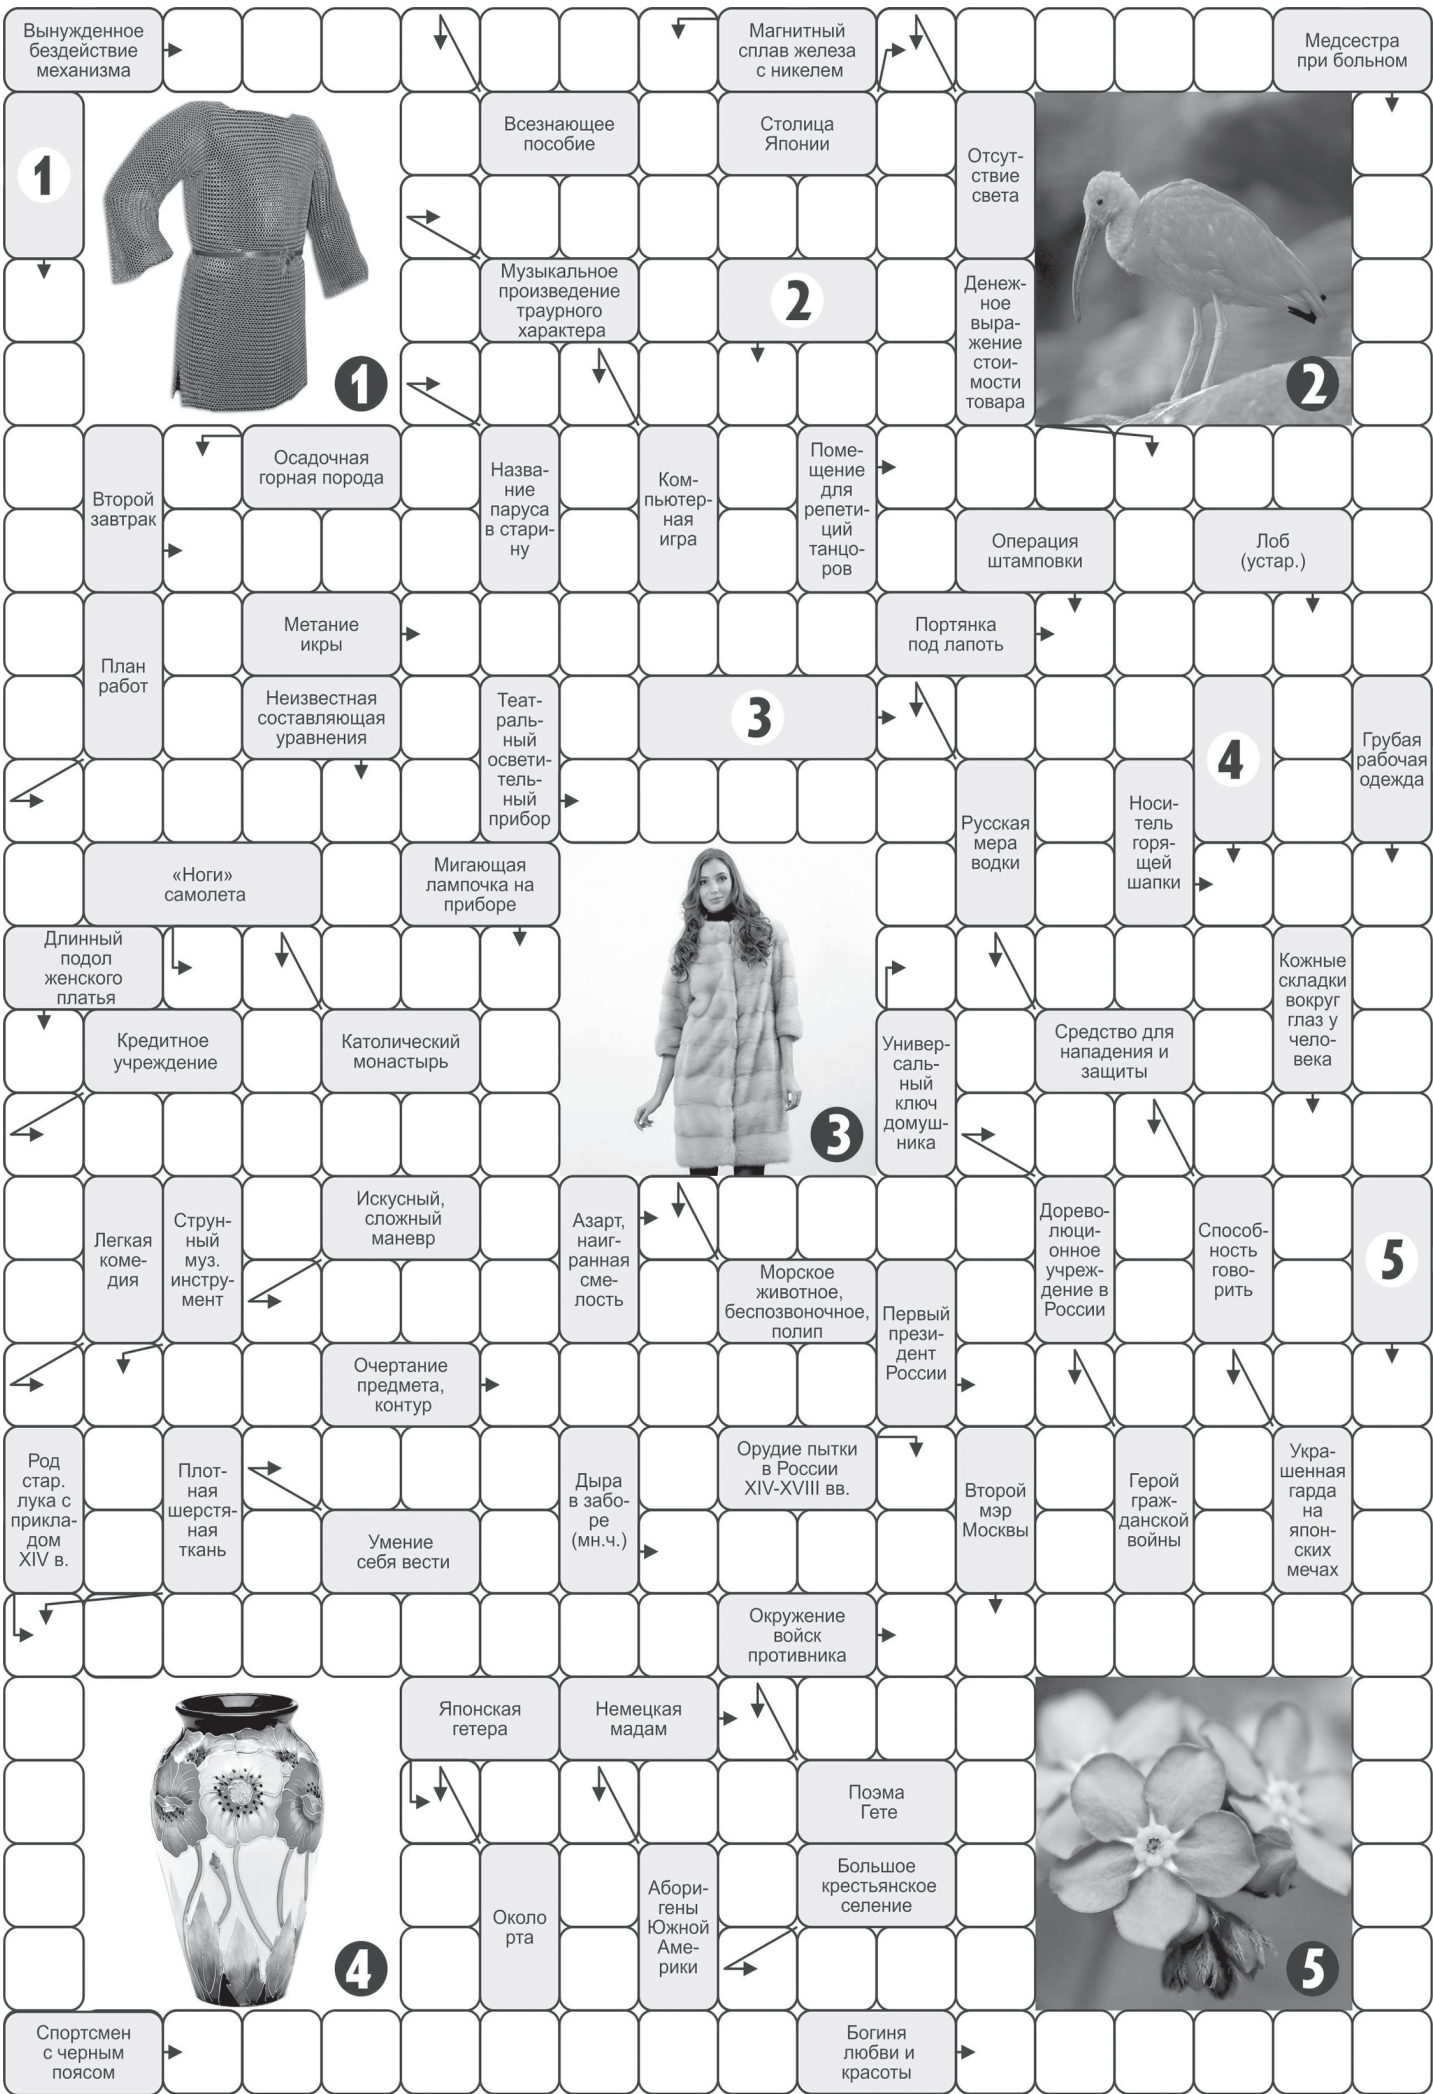 Вынужденное
бездействие
механизма
Магнитный
сплав железа
с никелем
Медсестра
при больном
1
Всезнающее
пособие
Столица
Японии
Отсут-
ствие
света
Музыкальное
произведение
траурного
характера
2
Денеж-
ное
выра-
жение
стои-
мости
товара
1
2
Второй
завтрак
Осадочная
горная порода
Назва-
ние
паруса
в стари-
ну
Ком-
пьютер-
ная
игра
Поме-
щение
для
репети-
ций
танцо-
ров
Операция
штамповки
Лоб
(устар.)
План
работ
Метание
икры
Портянка
под лапоть
Неизвестная
составляющая
уравнения
Теат-
раль-
ный
освети-
тель-
ный
прибор
3
4
Грубая
рабочая
одежда
Русская
мера
водки
Носи-
тель
горя-
щей
шапки
«Ноги»
самолета
Мигающая
лампочка на
приборе
Длинный
подол
женского
платья
Кожные
складки
вокруг
глаз у
чело-
века
Кредитное
учреждение
Католический
монастырь
Универ-
саль-
ный
ключ
домуш-
ника
Средство для
нападения и
защиты
3
Легкая
коме-
дия
Струн-
ный
муз.
инстру-
мент
Искусный,
сложный
маневр
Азарт,
наиг-
ранная
сме-
лость
Дорево-
люци-
онное
учреж-
дение в
России
Способ-
ность
гово-
рить
5
Морское
животное,
беспозвоночное,
полип
Первый
прези-
дент
России
Очертание
предмета,
контур
Род
стар.
лука с
прикла-
дом
XIV в.
Плот-
ная
шерстя-
ная
ткань
Дыра
в забо-
ре
(мн.ч.)
Орудие пытки
в России
XIV-XVIII вв.
Второй
мэр
Москвы
Герой
граж-
данской
войны
Укра-
шенная
гарда
на
япон-
ских
мечах
Умение
себя вести
Окружение
войск
противника
Японская
гетера
Немецкая
мадам
Поэма
Гете
Около
рта
Абори-
гены
Южной
Аме-
рики
Большое
крестьянское
селение
4
5
Спортсмен
с черным
поясом
Богиня
любви и
красоты